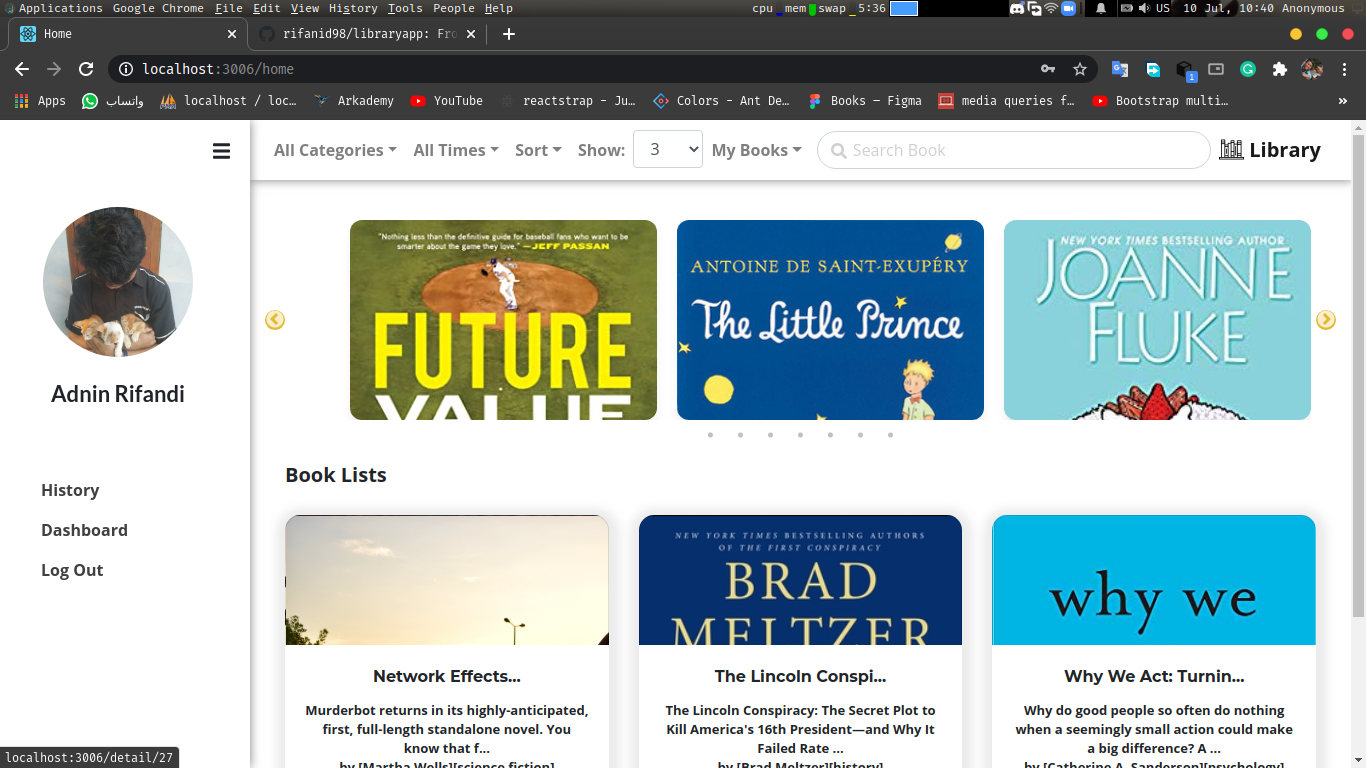 Applications Google Chrome File Edit View History Tools People Help
cpu mem swap 5:36 US 10 Jul, 10:40 Anonymous
Home
rifanid98/libraryapp: Fro
localhost:3006/home
1
Apps واتساب localhost / loc… Arkademy YouTube reactstrap – Ju… Colors - Ant De… Books – Figma media queries f… Bootstrap multi… »
All Categories All Times Sort Show: 3 My Books Search Book Library
Adnin Rifandi
History
Dashboard
Log Out
"Nothing less than the definitive guide for baseball fans who want to be
smarter about the game they love." —JEFF PASSAN
FUTURE
VALUE
ANTOINE DE SAINT-EXUPÉRY
The Little Prince
NEW YORK TIMES BESTSELLING AUTHOR
JOANNE
FLUKE
Book Lists
Network Effects...
Murderbot returns in its highly-anticipated,
first, full-length standalone novel. You
know that f...
by [Martha Wells][science fiction]
NEW YORK TIMES BESTSELLING AUTHORS
OF THE FIRST CONSPIRACY
BRAD
MELTZER
The Lincoln Conspi...
The Lincoln Conspiracy: The Secret Plot to
Kill America's 16th President—and Why It
Failed Rate ...
by [Brad Meltzer][history]
why we
Why We Act: Turnin...
Why do good people so often do nothing
when a seemingly small action could make
a big difference? A ...
by [Catherine A. Sanderson][psychology]
localhost:3006/detail/27